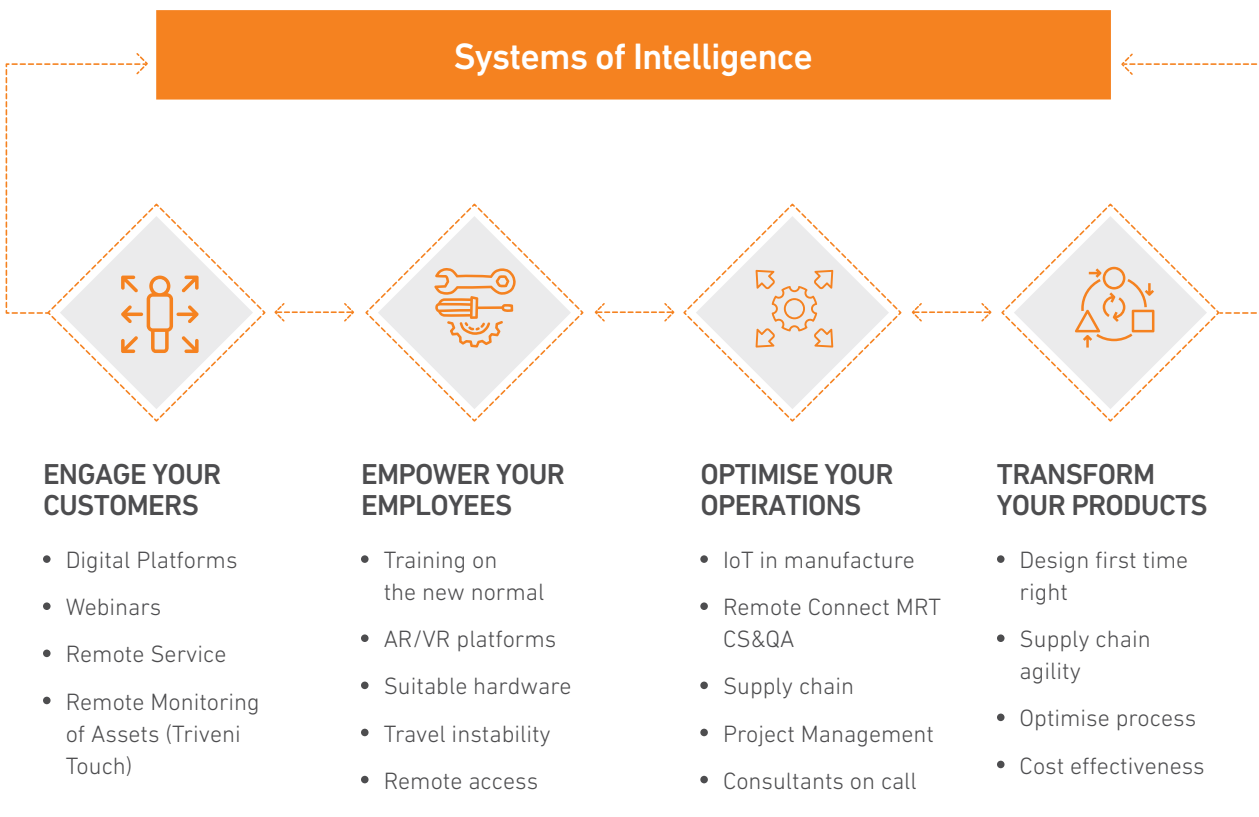 Systems of Intelligence
ENGAGE YOUR
CUSTOMERS
• Digital Platforms
• Webinars
• Remote Service
• Remote Monitoring
of Assets (Triveni
Touch)
EMPOWER YOUR
EMPLOYEES
• Training on
the new normal
• AR/VR platforms
• Suitable hardware
• Travel instability
• Remote access
OPTIMISE YOUR
OPERATIONS
• IoT in manufacture
• Remote Connect MRT
CS&QA
• Supply chain
• Project Management
• Consultants on call
TRANSFORM
YOUR PRODUCTS
• Design first time
right
• Supply chain
agility
• Optimise process
• Cost effectiveness